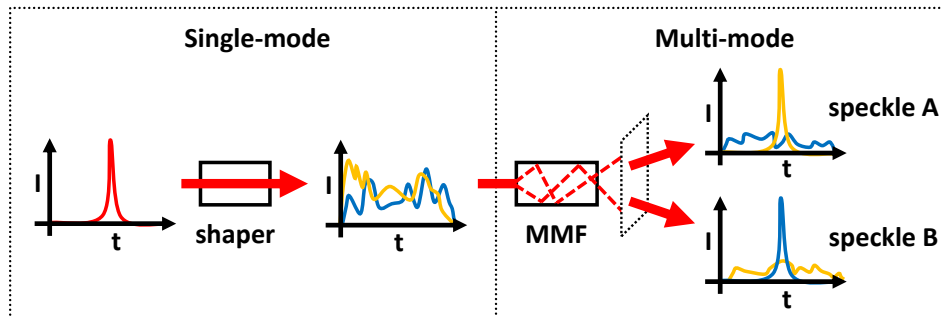 Single-mode
Multi-mode
I
t
shaper
I
t
MMF
I
t
speckle A
I
t
speckle B